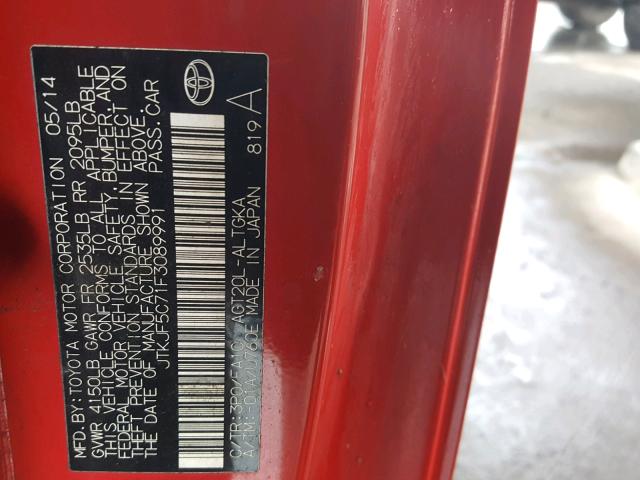 MFD.BY:TOYOTA MOTOR CORPORATION 05/14
GVWR 4150LB GAWR FR 2535LB RR 2095LB
THIS VEHICLE CONFORMS TO ALL APPLICABLE
FEDERAL MOTOR VEHICLE SAFETY, BUMPER, AND
THEFT PREVENTION STANDARDS IN EFFECT ON
THE DATE OF MANUFACTURE SHOWN ABOVE.
JTKJF5C71F3089991 PASS.CAR
C/TR:3P0/FA10 AGT20L-ALTGKA
A/TM:-01A/ MADE IN JAPAN 819 A